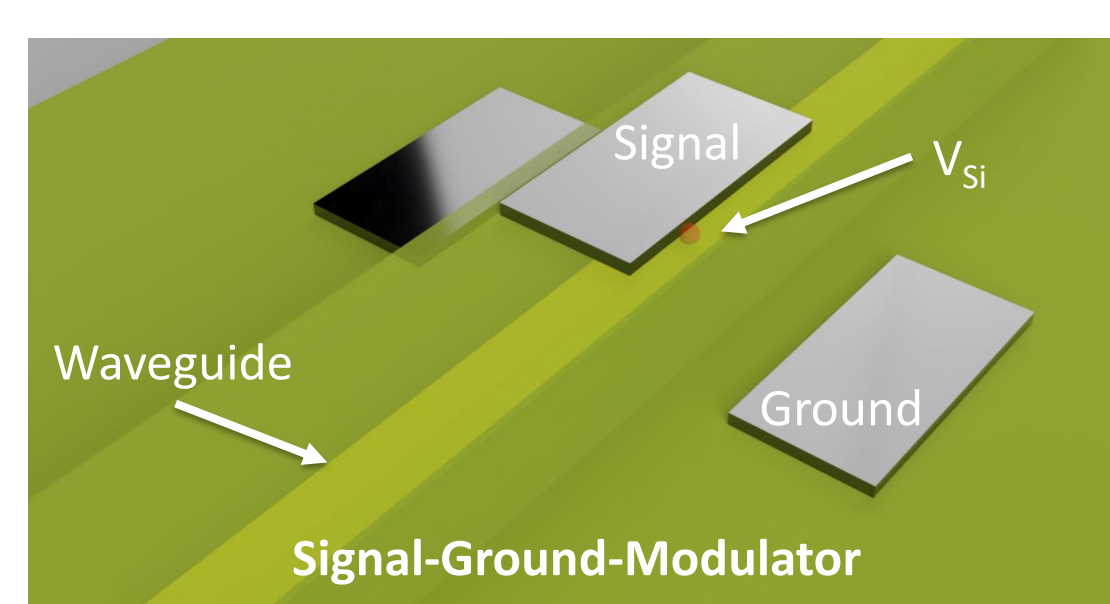 Signal
V_Si
Waveguide
Ground
Signal-Ground-Modulator